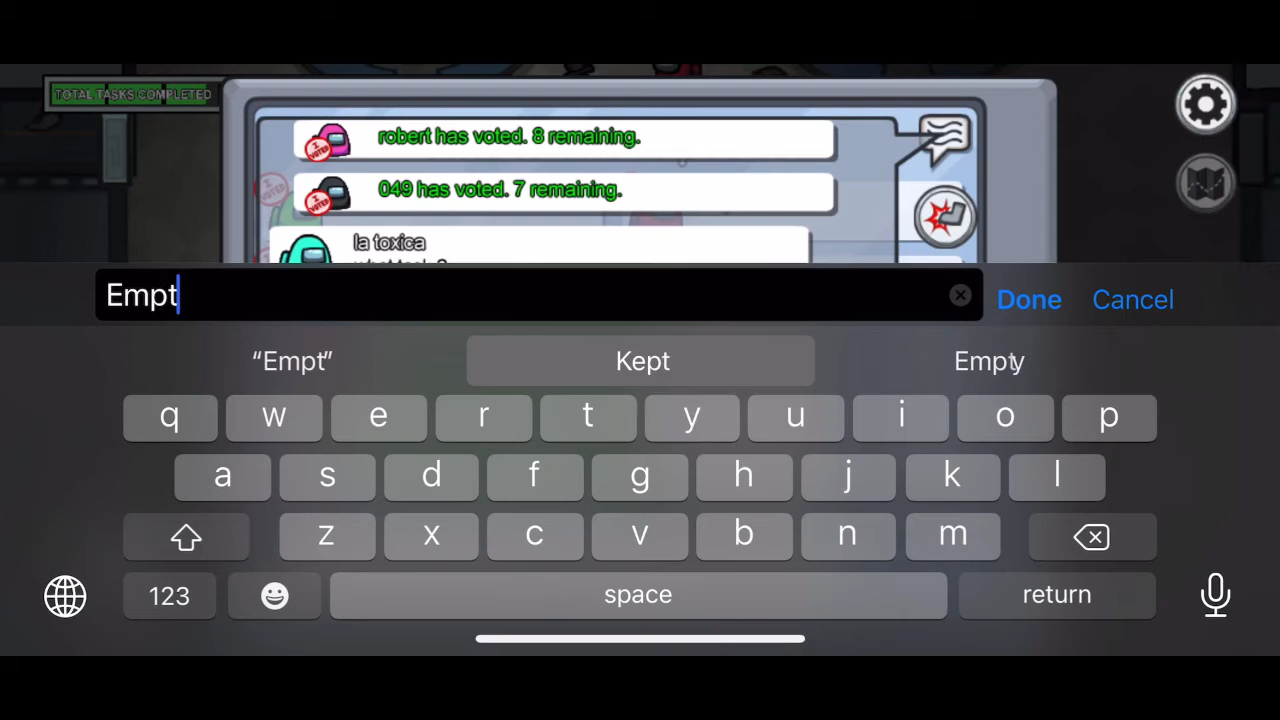 TOTAL TASKS COMPLETED
robert has voted. 8 remaining.
049 has voted. 7 remaining.
la toxica
Empt
Done
Cancel
“Empt”
Kept
Empty
q w e r t y u i o p
a s d f g h j k l
z x c v b n m
123
space
return